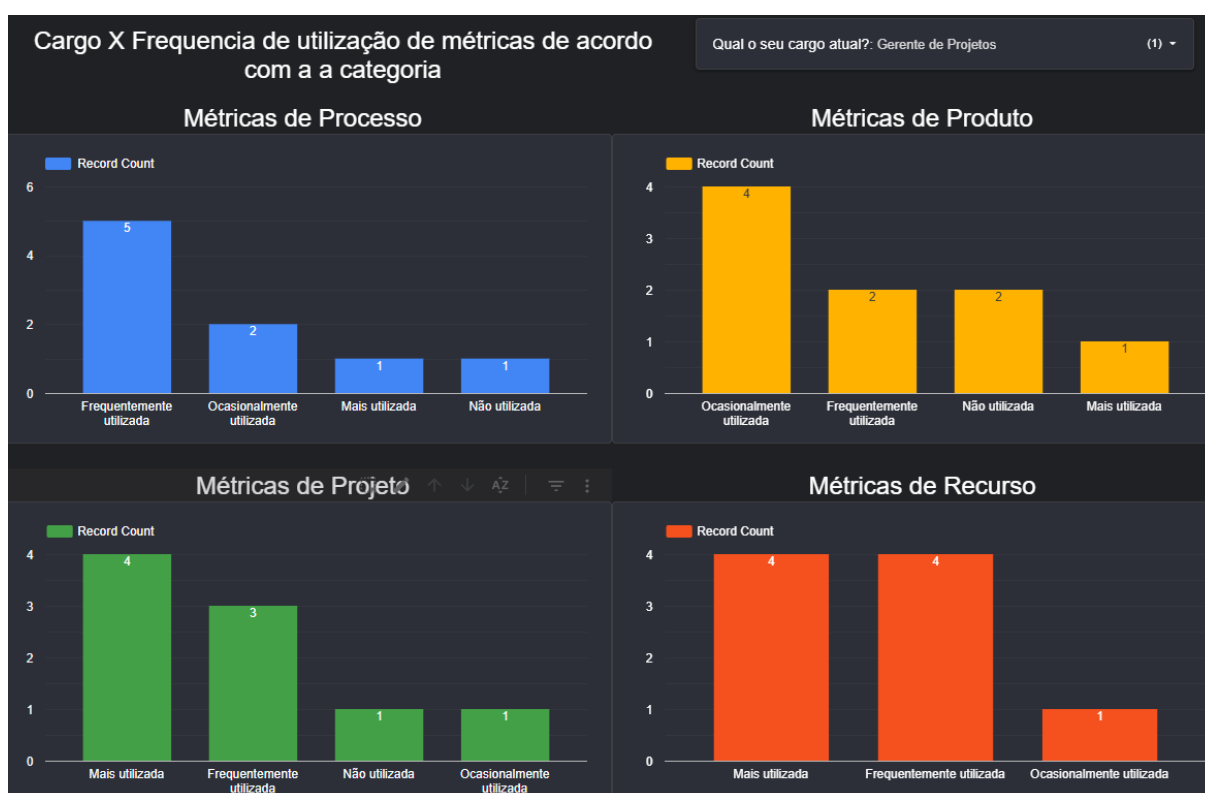 Cargo X Frequencia de utilização de métricas de acordo
com a a categoria
Qual o seu cargo atual?: Gerente de Projetos
(1)
Métricas de Processo
Record Count
6
4
2
0
5
2
1
1
Frequentemente
utilizada
Ocasionalmente
utilizada
Mais utilizada
Não utilizada
Métricas de Produto
Record Count
4
3
2
1
0
4
2
2
1
Ocasionalmente
utilizada
Frequentemente
utilizada
Não utilizada
Mais utilizada
Métricas de Projeto
AZ
Record Count
4
3
2
1
0
4
3
1
1
Mais utilizada
Frequentemente
utilizada
Não utilizada
Ocasionalmente
utilizada
Métricas de Recurso
Record Count
4
3
2
1
0
4
4
1
Mais utilizada
Frequentemente utilizada
Ocasionalmente utilizada